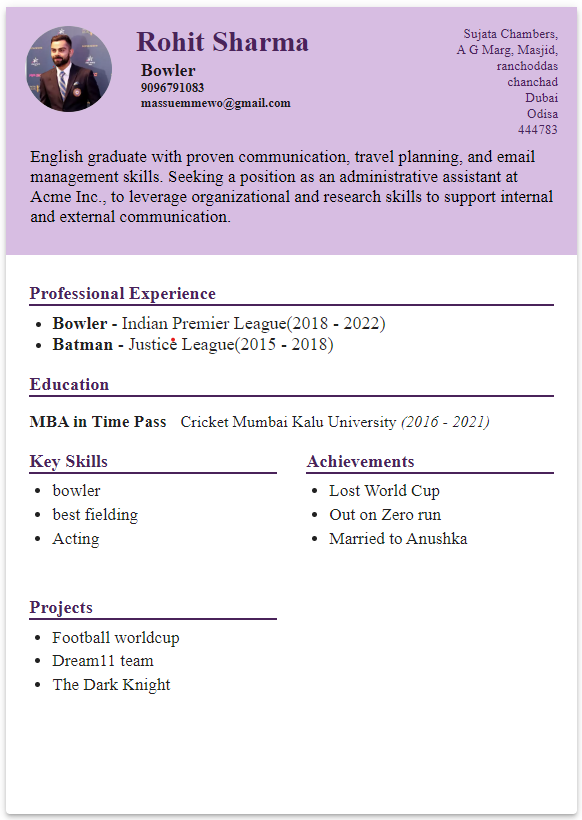 Rohit Sharma
Bowler
9096791083
massuemmewo@gmail.com
Sujata Chambers,
A G Marg, Masjid,
ranchoddas
chanchad
Dubai
Odisa
444783
English graduate with proven communication, travel planning, and email
management skills. Seeking a position as an administrative assistant at
Acme Inc., to leverage organizational and research skills to support internal
and external communication.
Professional Experience
• Bowler - Indian Premier League(2018 - 2022)
• Batman - Justice League(2015 - 2018)
Education
MBA in Time Pass Cricket Mumbai Kalu University (2016 - 2021)
Key Skills
• bowler
• best fielding
• Acting
Achievements
• Lost World Cup
• Out on Zero run
• Married to Anushka
Projects
• Football worldcup
• Dream11 team
• The Dark Knight